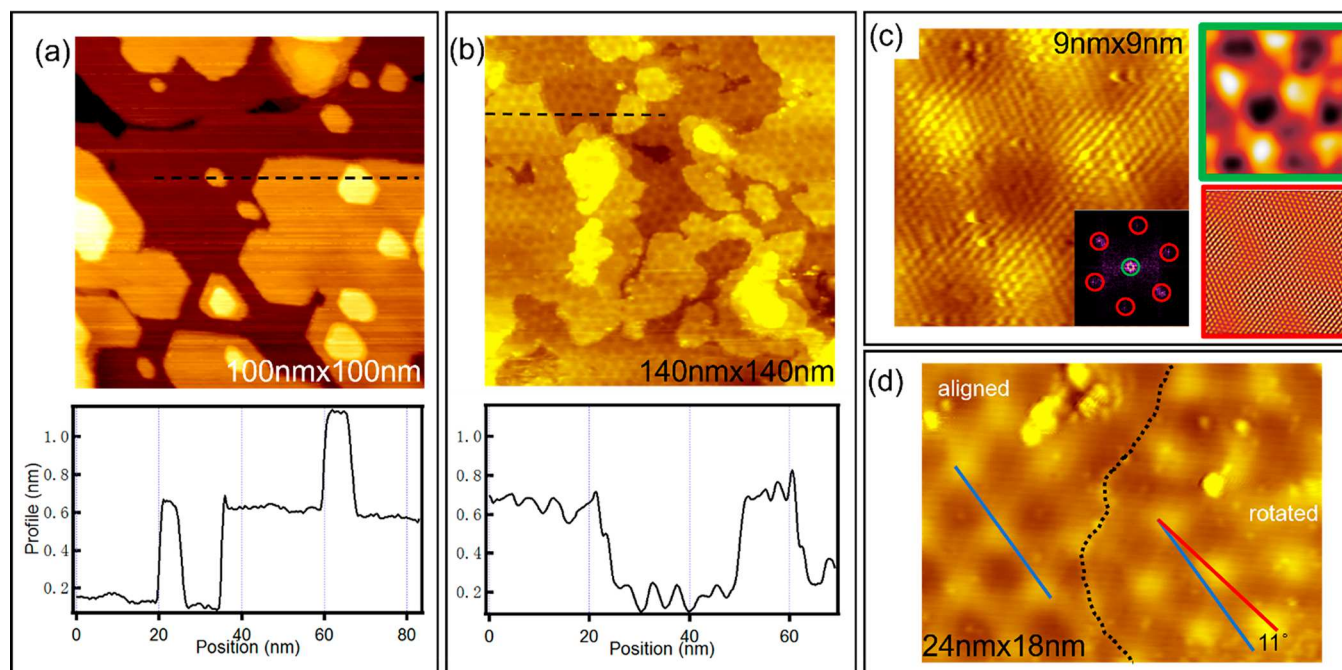 (a)
100nmx100nm
Profile (nm)
1.0
0.8
0.6
0.4
0.2
0
20
40
60
80
Position (nm)
(b)
140nmx140nm
1.0
0.8
0.6
0.4
0.2
0
20
40
60
Position (nm)
(c)
9nmx9nm
(d)
aligned
rotated
24nmx18nm
11°